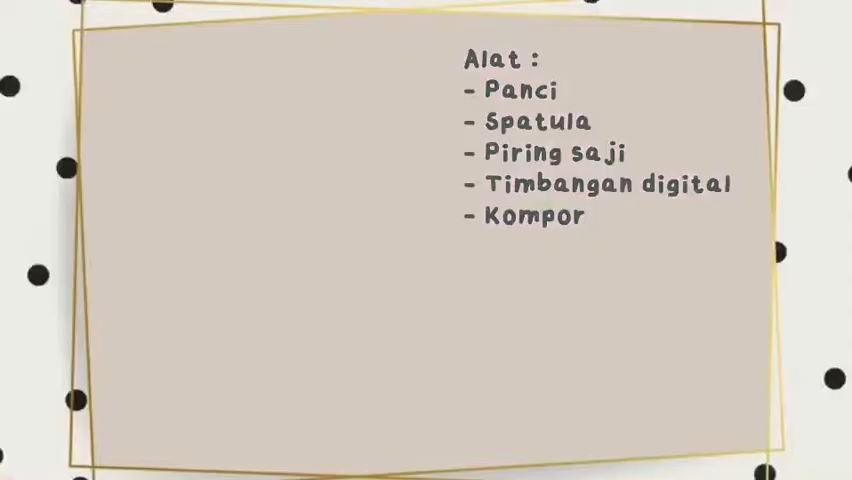 Alat :
- Panci
- Spatula
- Piring saji
- Timbangan digital
- Kompor